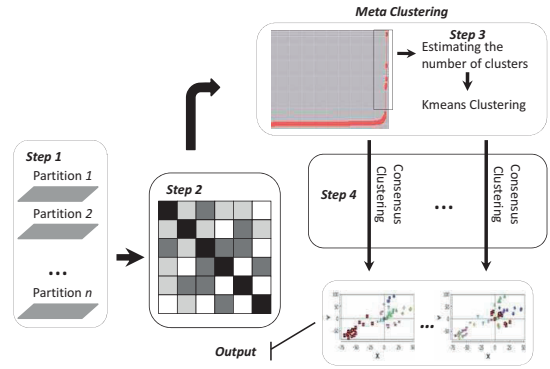 Meta Clustering
Step 3
Estimating the
number of clusters
Kmeans Clustering
Step 1
Partition 1
Partition 2
...
Partition n
Step 2
Step 4
Consensus
Clustering
...
Consensus
Clustering
...
X
X
Output